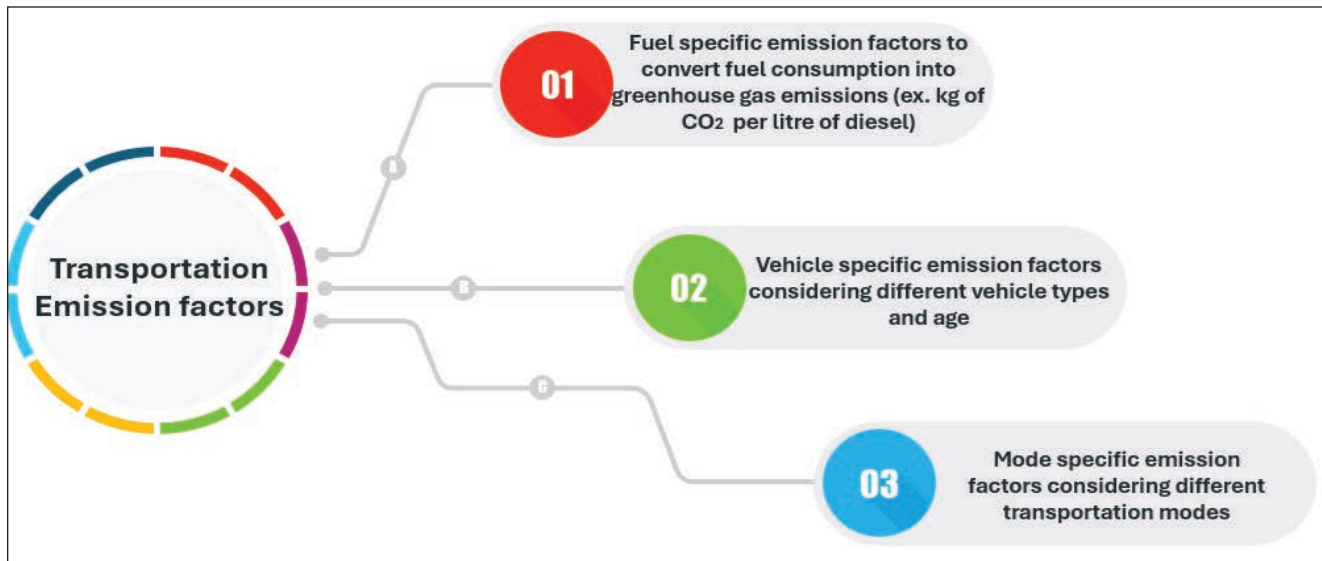 Transportation
Emission factors
A
01
Fuel specific emission factors to
convert fuel consumption into
greenhouse gas emissions (ex. kg of
CO₂ per litre of diesel)
B
02
Vehicle specific emission factors
considering different vehicle types
and age
G
03
Mode specific emission
factors considering different
transportation modes